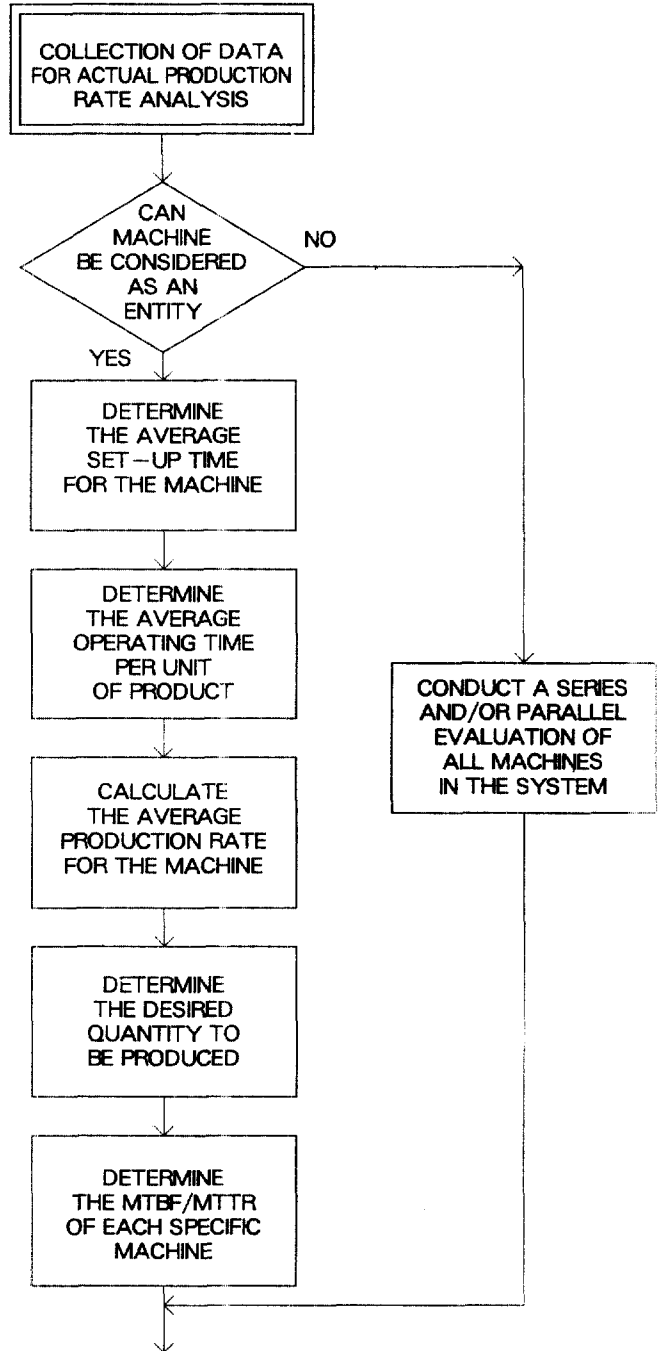 COLLECTION OF DATA
FOR ACTUAL PRODUCTION
RATE ANALYSIS
CAN
MACHINE
BE CONSIDERED
AS AN
ENTITY
NO
YES
DETERMINE
THE AVERAGE
SET-UP TIME
FOR THE MACHINE
DETERMINE
THE AVERAGE
OPERATING TIME
PER UNIT
OF PRODUCT
CONDUCT A SERIES
AND/OR PARALLEL
EVALUATION OF
ALL MACHINES
IN THE SYSTEM
CALCULATE
THE AVERAGE
PRODUCTION RATE
FOR THE MACHINE
DETERMINE
THE DESIRED
QUANTITY TO
BE PRODUCED
DETERMINE
THE MTBF/MTTR
OF EACH SPECIFIC
MACHINE